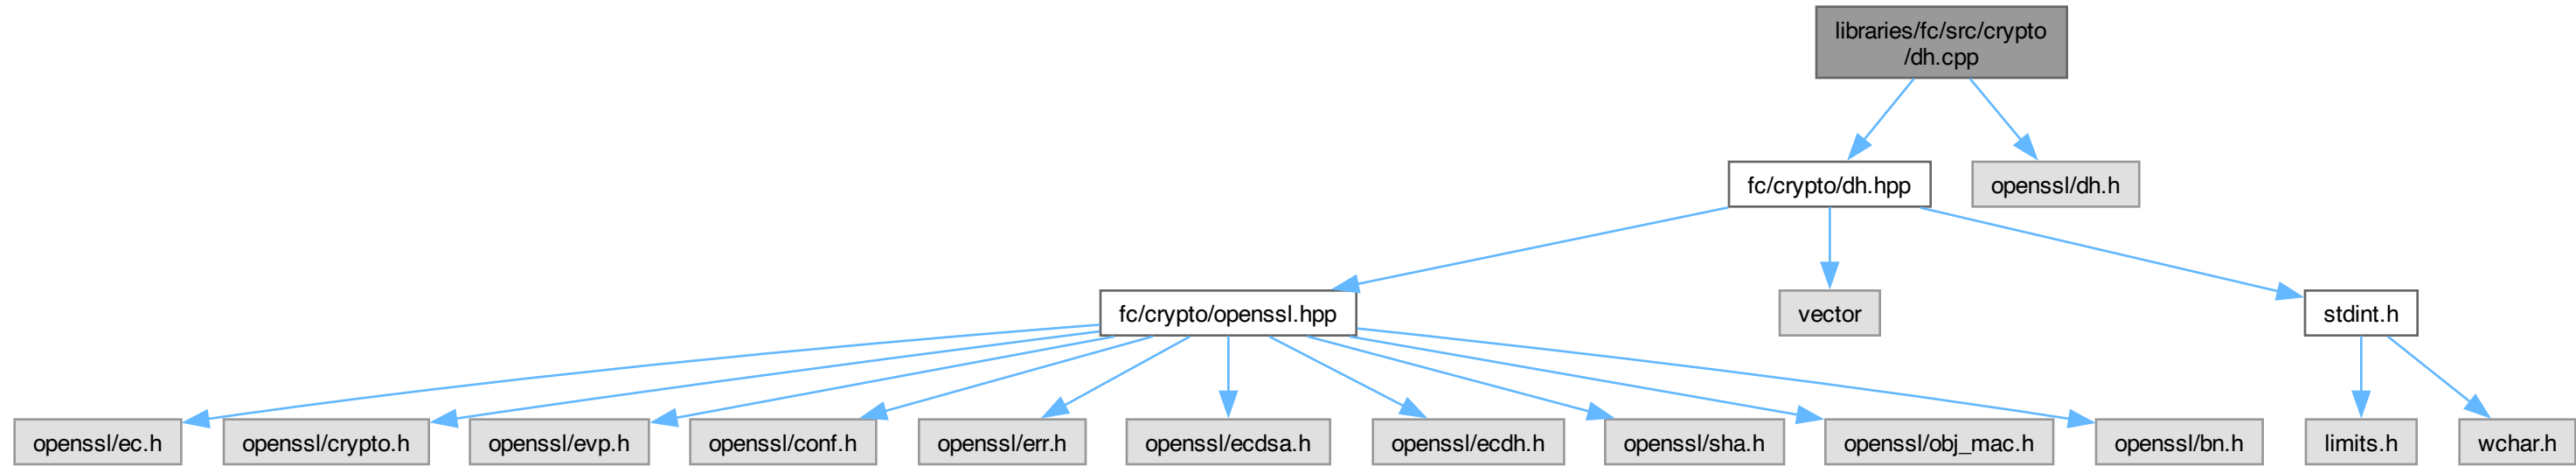 libraries/fc/src/crypto
/dh.cpp
fc/crypto/dh.hpp
openssl/dh.h
fc/crypto/openssl.hpp
vector
stdint.h
openssl/ec.h
openssl/crypto.h
openssl/evp.h
openssl/conf.h
openssl/err.h
openssl/ecdsa.h
openssl/ecdh.h
openssl/sha.h
openssl/obj_mac.h
openssl/bn.h
limits.h
wchar.h